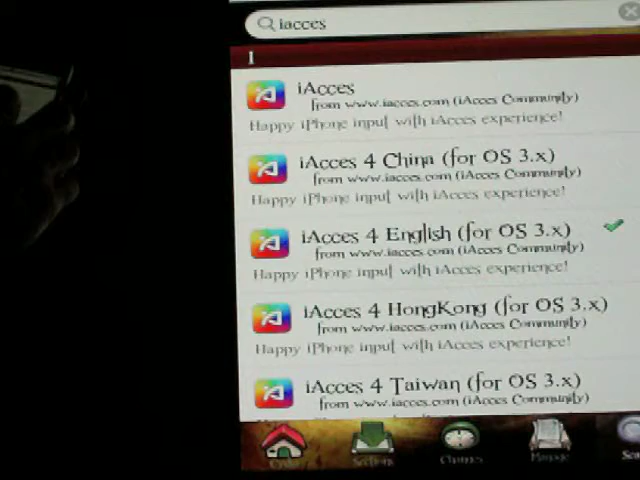 iacces
I
iAcces
from www.iacces.com (iAcces Community)
Happy iPhone input with iAcces experience!
iAcces 4 China (for OS 3.x)
from www.iacces.com (iAcces Community)
Happy iPhone input with iAcces experience!
iAcces 4 English (for OS 3.x)
from www.iacces.com (iAcces Community)
Happy iPhone input with iAcces experience!
iAcces 4 HongKong (for OS 3.x)
from www.iacces.com (iAcces Community)
Happy iPhone input with iAcces experience!
iAcces 4 Taiwan (for OS 3.x)
from www.iacces.com (iAcces Community)
Cydia Sections Changes Manage